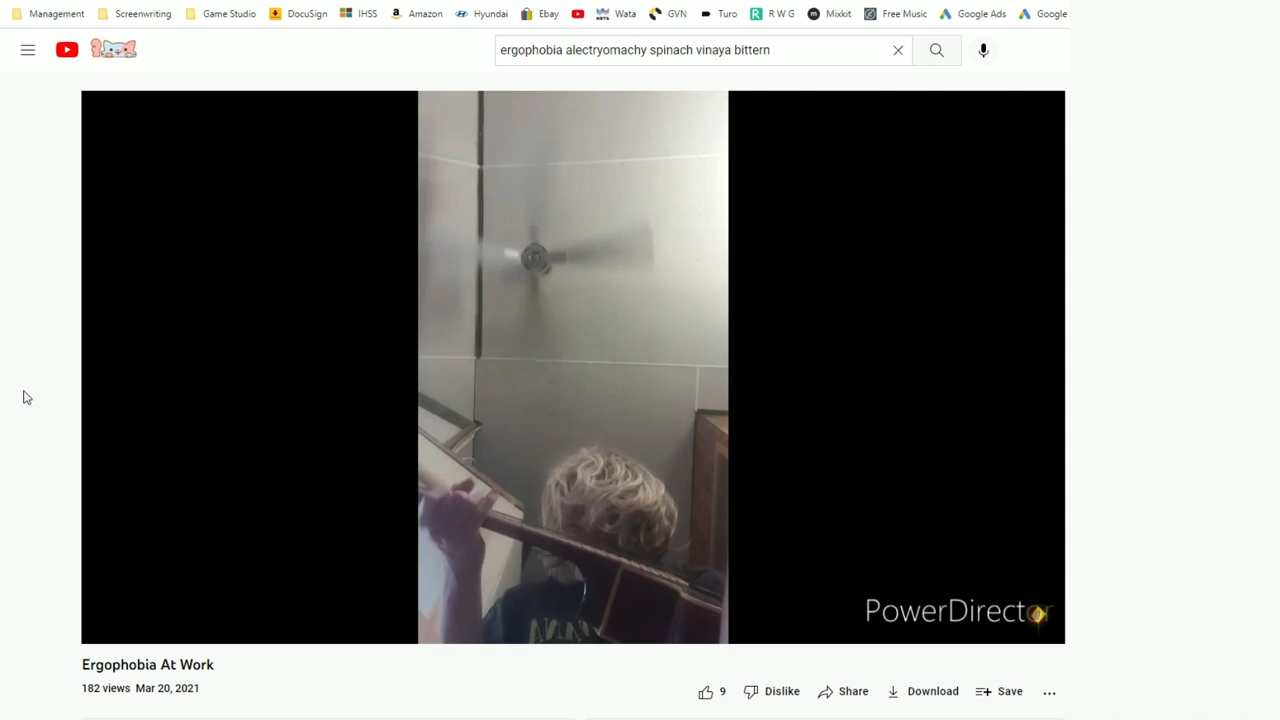 Management Screenwriting Game Studio DocuSign IHSS Amazon Hyundai Ebay Wata GVN Turo R W G Mixkit Free Music Google Ads Google
ergophobia alectryomachy spinach vinaya bittern
PowerDirector
Ergophobia At Work
182 views Mar 20, 2021
9 Dislike Share Download Save